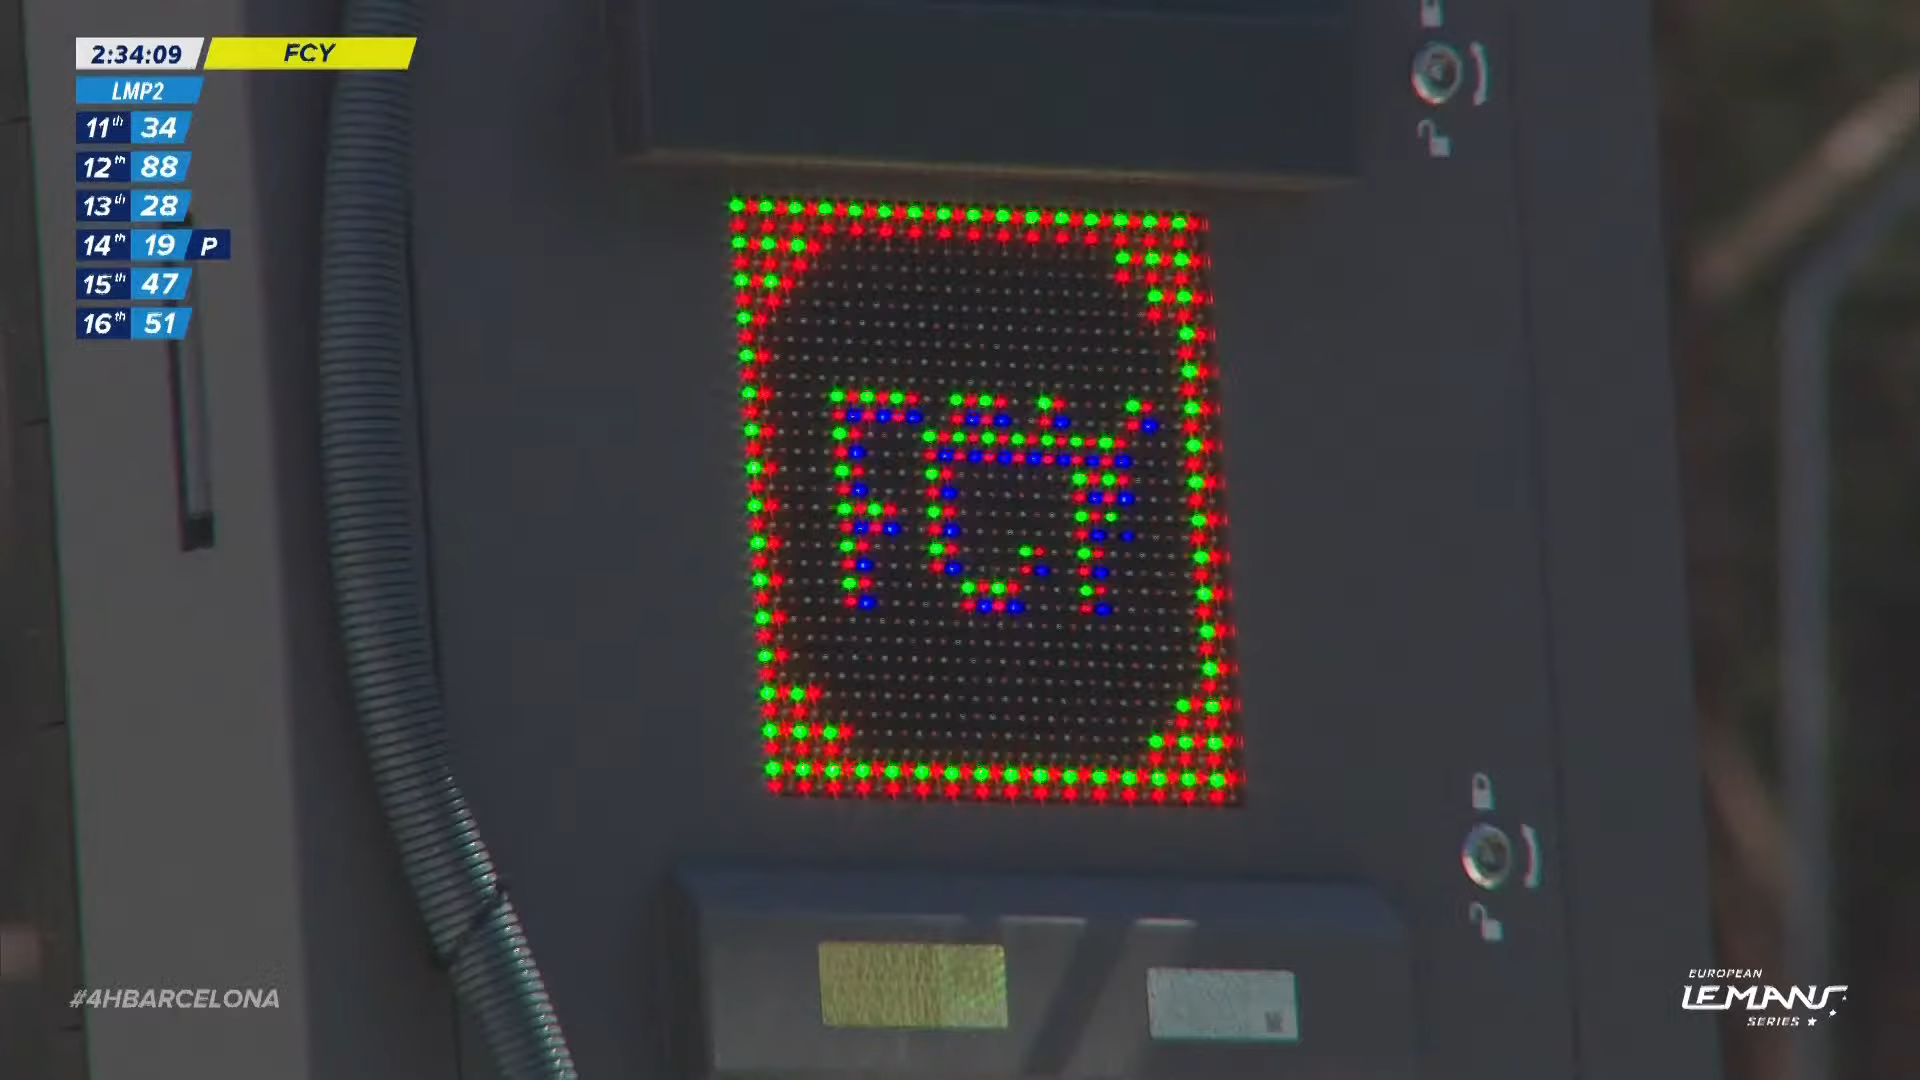 2:34:09 FCY
LMP2
11th 34
12th 88
13th 28
14th 19 P
15th 47
16th 51
FCY
#4HBARCELONA
EUROPEAN
LE MANS
SERIES